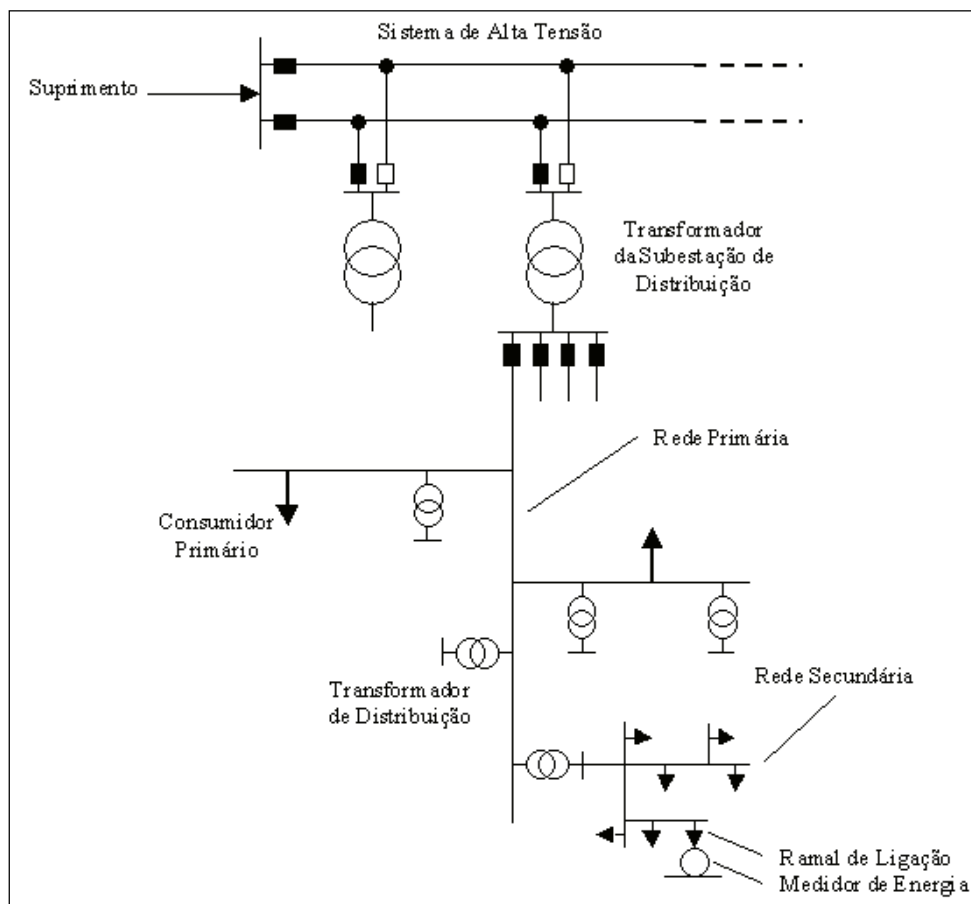 Sistema de Alta Tensão
Suprimento
Transformador
da Subestação de
Distribuição
Rede Primária
Consumidor
Primário
Rede Secundária
Transformador
de Distribuição
Ramal de Ligação
Medidor de Energia